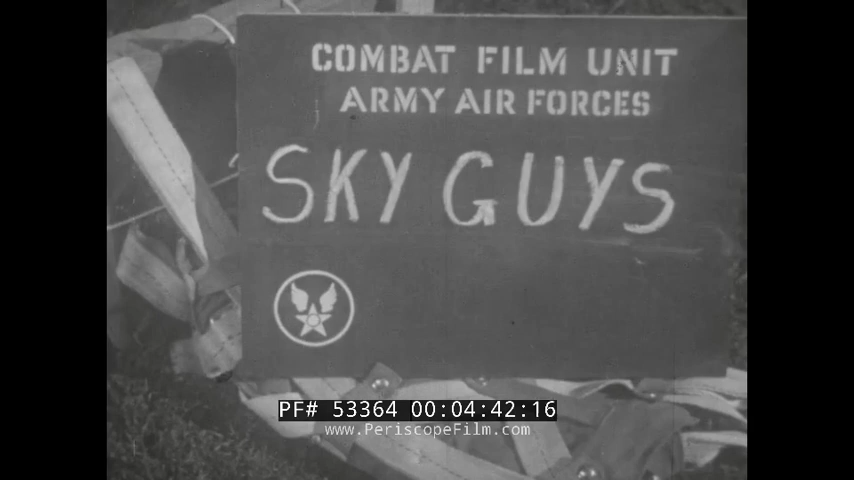 COMBAT FILM UNIT
ARMY AIR FORCES
SKY GUYS
PF# 53364 00:04:42:16
www.PeriscopeFilm.com